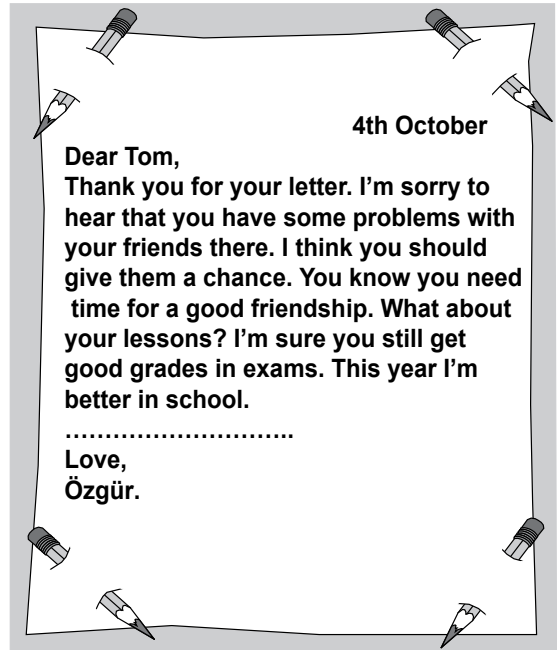 4th October
Dear Tom,
Thank you for your letter. I'm sorry to
hear that you have some problems with
your friends there. I think you should
give them a chance. You know you need
time for a good friendship. What about
your lessons? I'm sure you still get
good grades in exams. This year I'm
better in school.
…………………………..
Love,
Özgür.